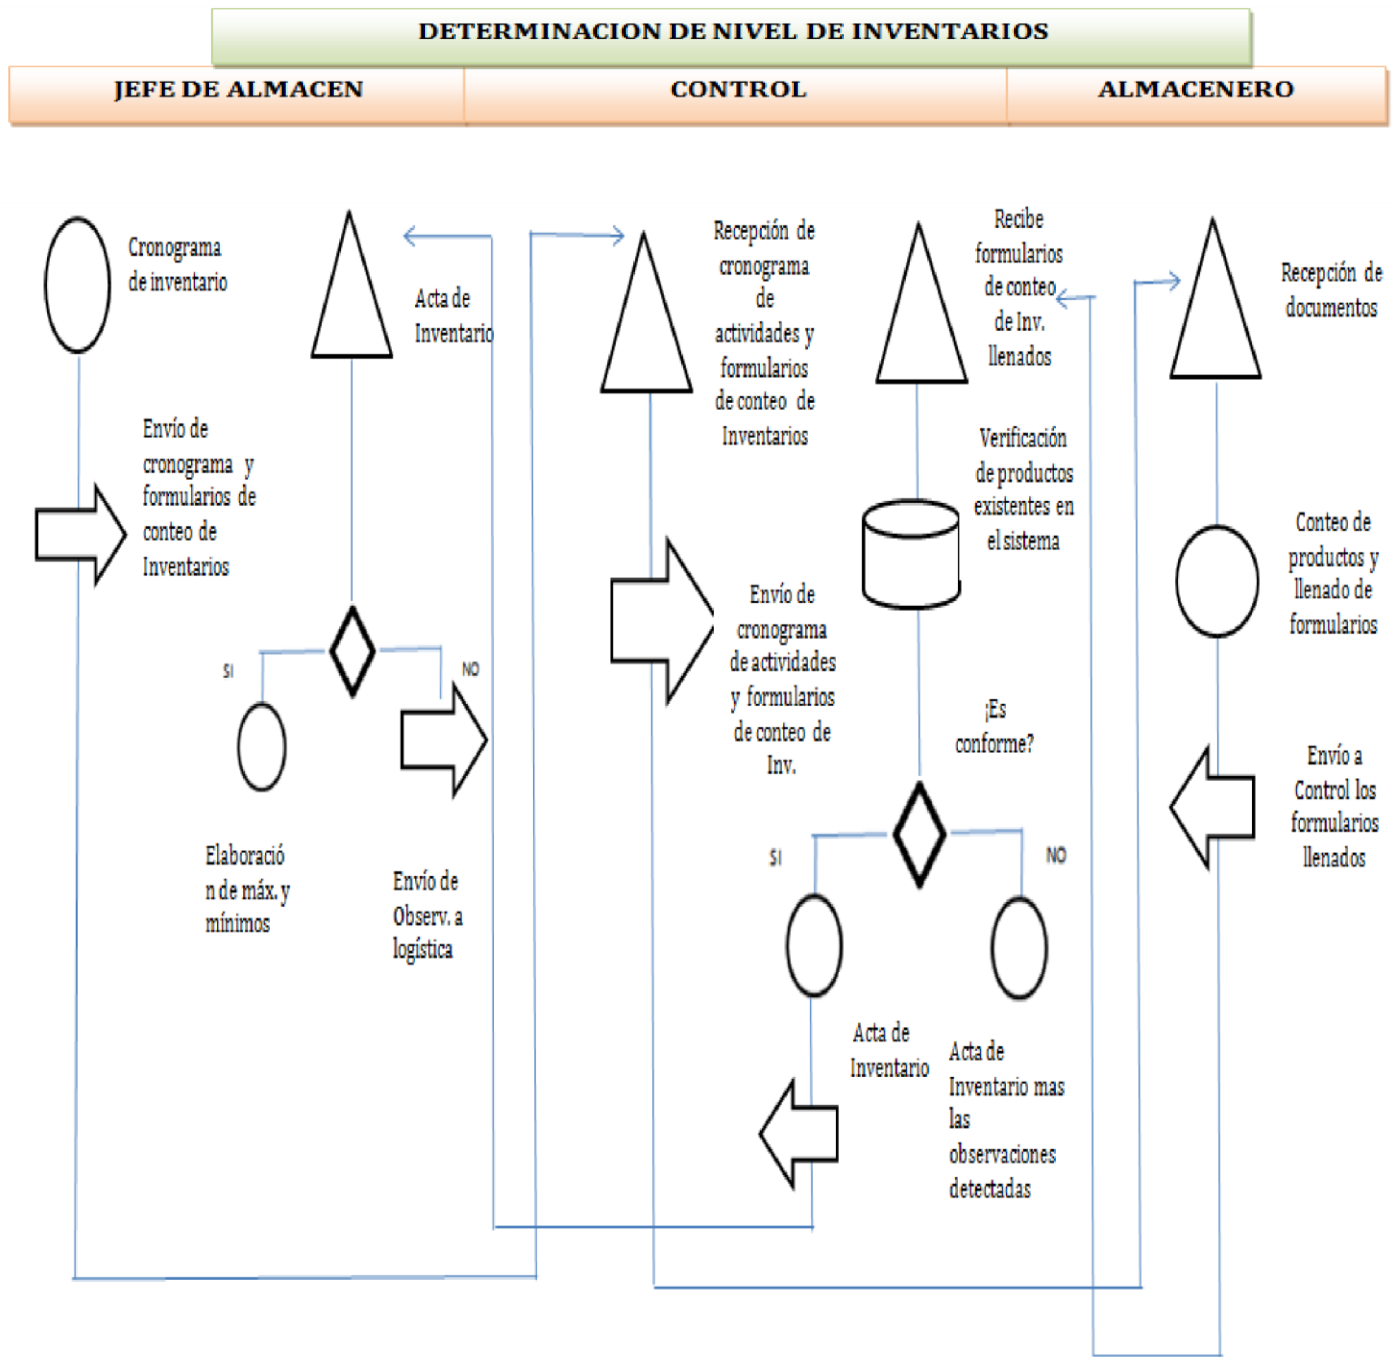 DETERMINACION DE NIVEL DE INVENTARIOS
JEFE DE ALMACEN
CONTROL
ALMACENERO
Cronograma
de inventario
Envío de
cronograma y
formularios de
conteo de
Inventarios
Acta de
Inventario
SI
NO
Elaboració
n de máx. y
mínimos
Envío de
Observ. a
logística
Recepción de
cronograma
de
actividades y
formularios
de conteo de
Inventarios
Envío de
cronograma
de actividades
y formularios
de conteo de
Inv.
Recibe
formularios
de conteo
de Inv.
llenados
Verificación
de productos
existentes en
el sistema
¡Es
conforme?
SI
NO
Acta de
Inventario
Acta de
Inventario mas
las
observaciones
detectadas
Recepción de
documentos
Conteo de
productos y
llenado de
formularios
Envío a
Control los
formularios
llenados